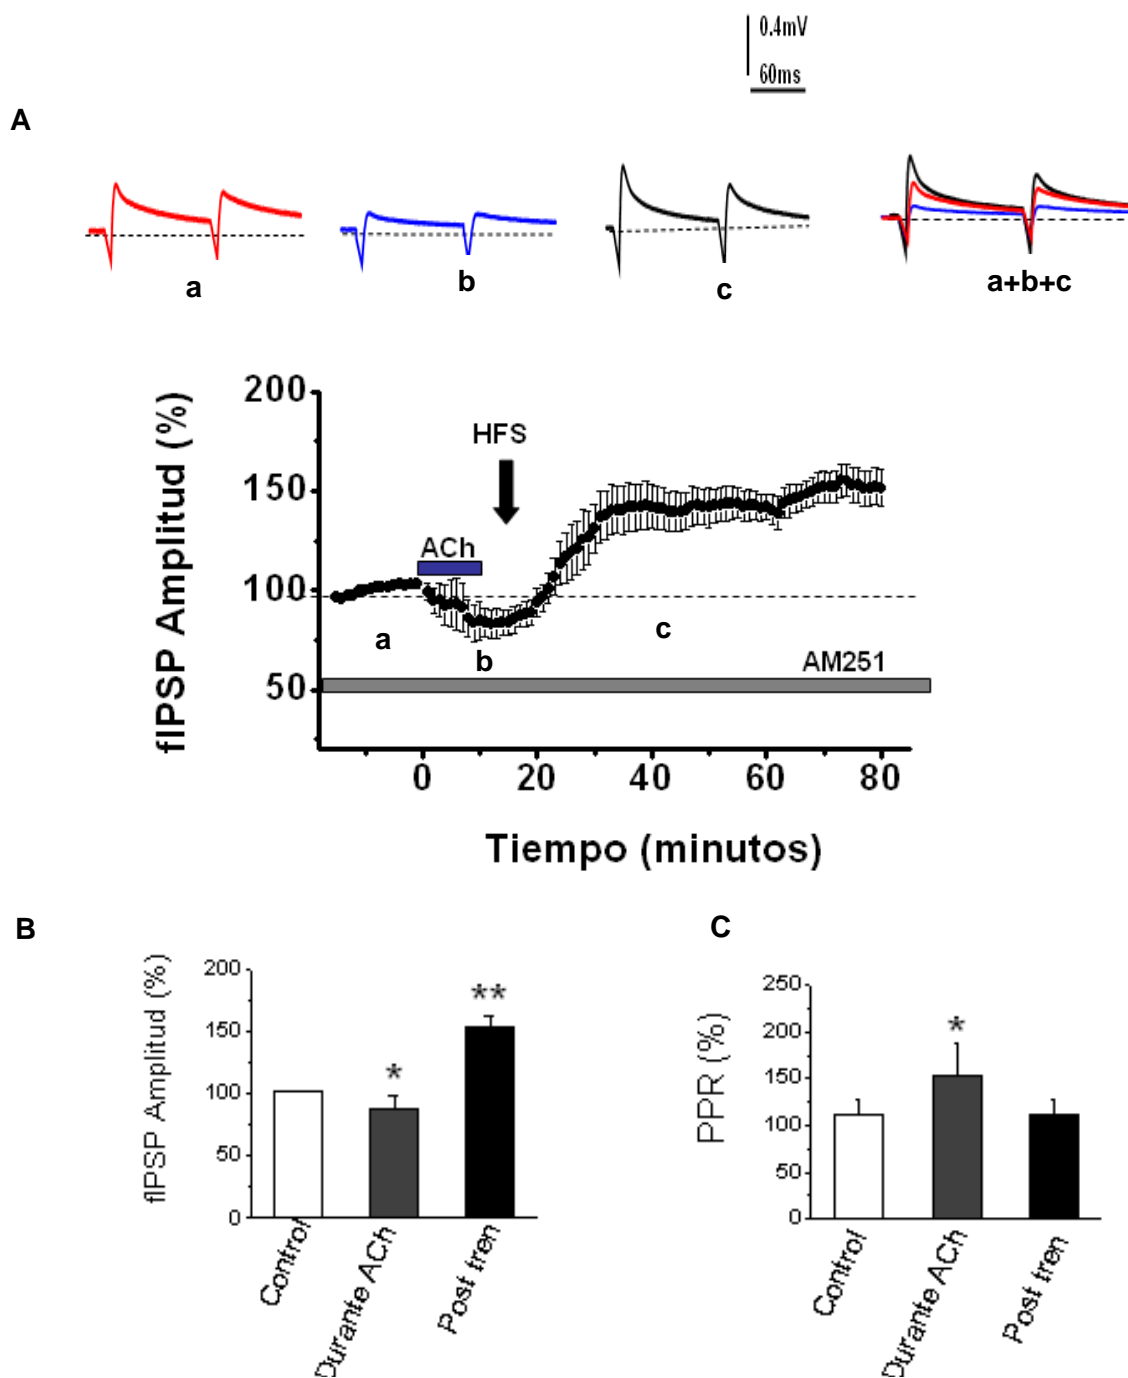 0.4mV
60ms
A
a
b
c
a+b+c
fIPSP Amplitud (%)
200
150
100
50
HFS
ACh
a
b
c
AM251
0
20
40
60
80
Tiempo (minutos)
B
fIPSP Amplitud (%)
200
150
100
50
0
*
**
Control
Durante ACh
Post tren
C
PPR (%)
250
200
150
100
50
0
*
Control
Durante ACh
Post tren